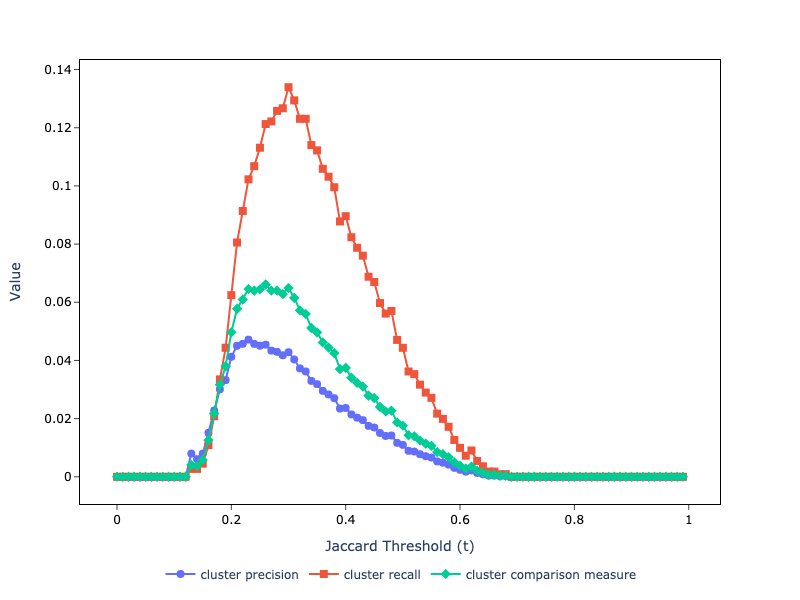 0.14
0.12
0.1
0.08
0.06
0.04
0.02
0
Value
0 0.2 0.4 0.6 0.8 1
Jaccard Threshold (t)
cluster precision cluster recall cluster comparison measure